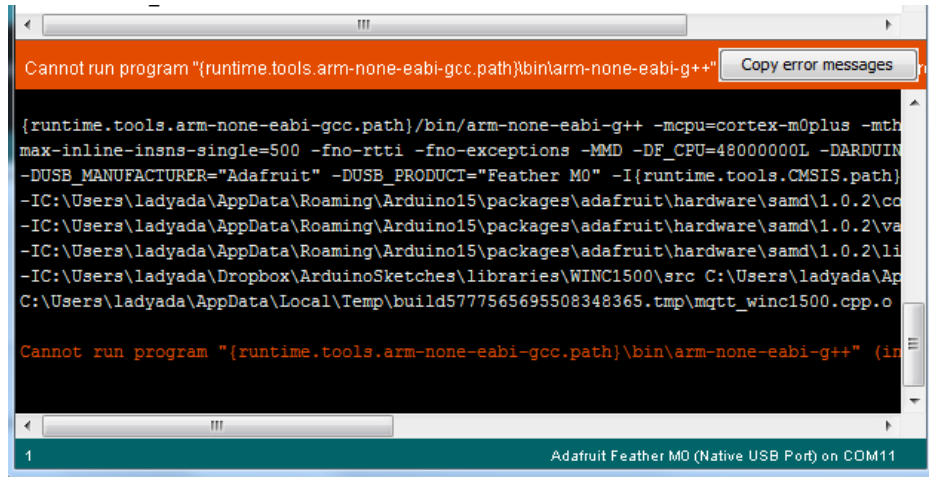 Cannot run program "{runtime.tools.arm-none-eabi-gcc.path}\bin\arm-none-eabi-g++"
Copy error messages
{runtime.tools.arm-none-eabi-gcc.path}/bin/arm-none-eabi-g++ -mcpu=cortex-m0plus -mth
max-inline-insns-single=500 -fno-rtti -fno-exceptions -MMD -DF_CPU=48000000L -DARDUIN
-DUSB_MANUFACTURER="Adafruit" -DUSB_PRODUCT="Feather M0" -I{runtime.tools.CMSIS.path}
-IC:\Users\ladyada\AppData\Roaming\Arduino15\packages\adafruit\hardware\samd\1.0.2\co
-IC:\Users\ladyada\AppData\Roaming\Arduino15\packages\adafruit\hardware\samd\1.0.2\va
-IC:\Users\ladyada\AppData\Roaming\Arduino15\packages\adafruit\hardware\samd\1.0.2\li
-IC:\Users\ladyada\Dropbox\ArduinoSketches\libraries\WINC1500\src C:\Users\ladyada\Ap
C:\Users\ladyada\AppData\Local\Temp\build5777565695508348365.tmp\mqtt_winc1500.cpp.o
Cannot run program "{runtime.tools.arm-none-eabi-gcc.path}\bin\arm-none-eabi-g++" (in
1
Adafruit Feather M0 (Native USB Port) on COM11